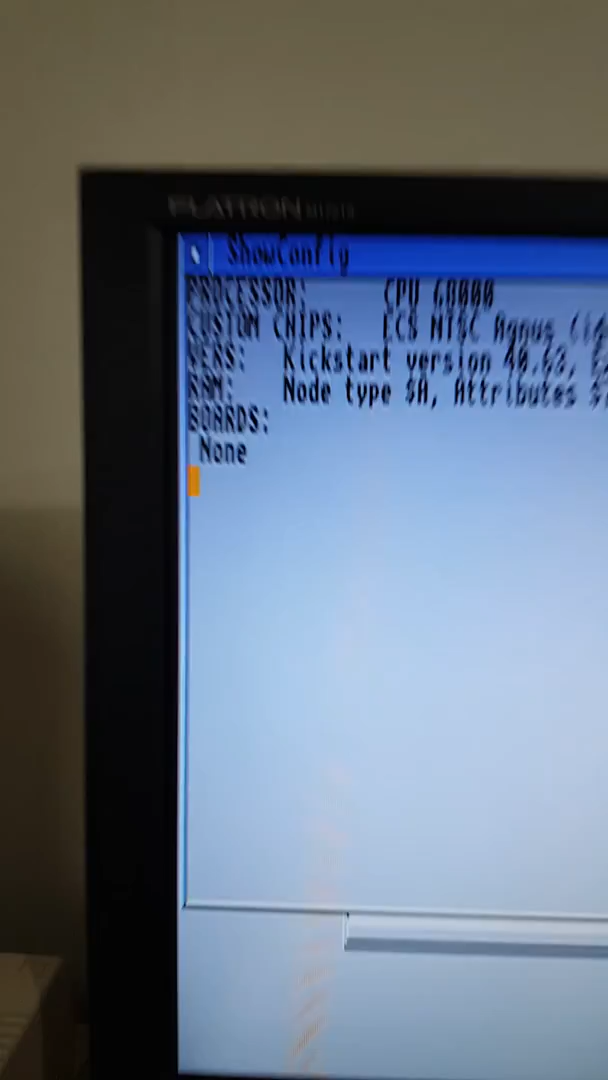 FLATRON
ShowConfig
PROCESSOR: CPU 68000
CUSTOM CHIPS: ECS NTSC Agnus (id
VERS: Kickstart version 40.63, E
RAM: Node type $A, Attributes $
BOARDS:
None